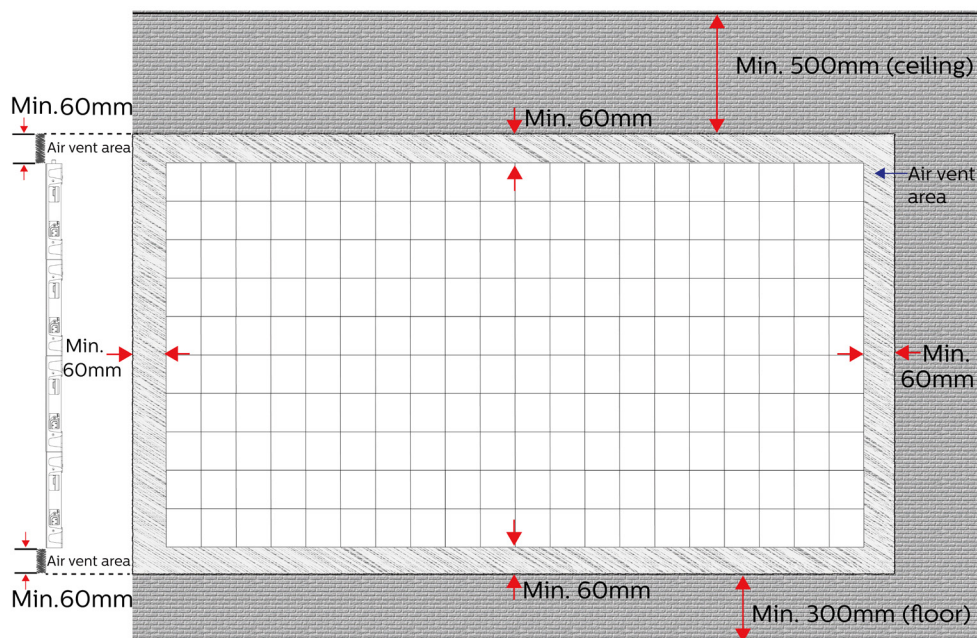 Min. 500mm (ceiling)
Min.60mm
Min. 60mm
Air vent area
Air vent
area
Min.
60mm
Min.
60mm
Air vent area
Min.60mm
Min. 60mm
Min. 300mm (floor)